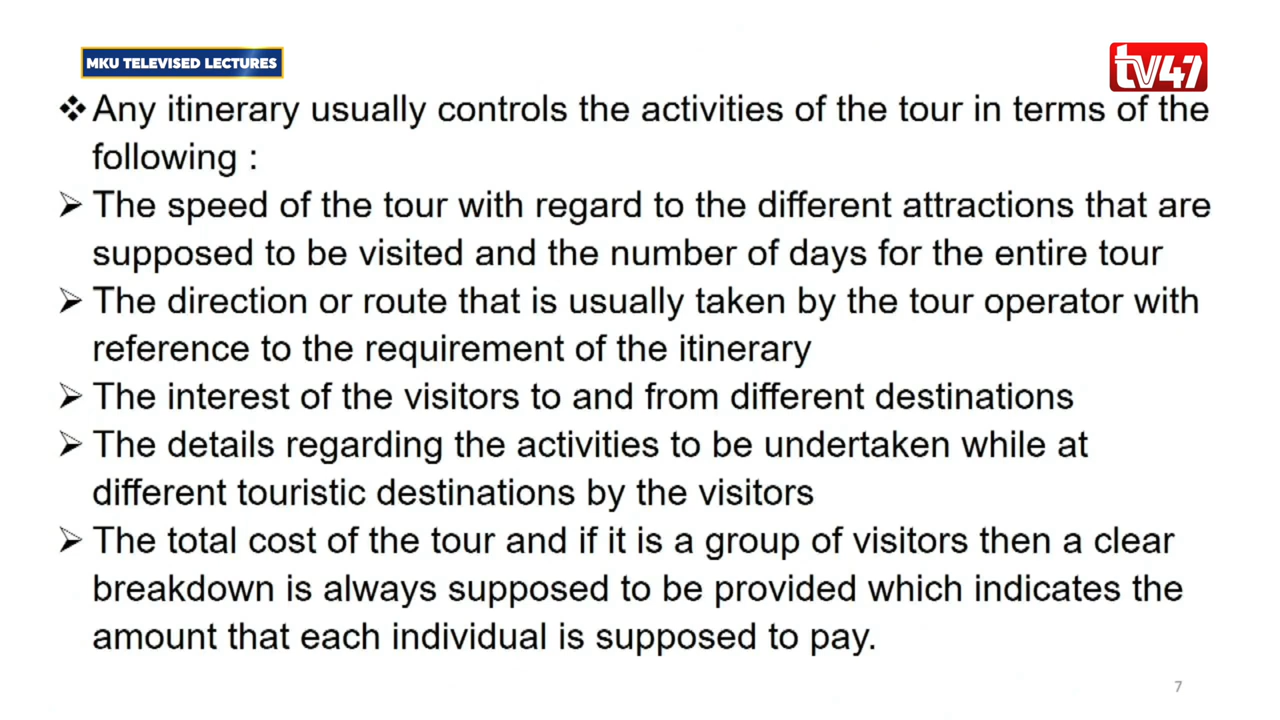 MKU TELEVISED LECTURES
tv47
❖Any itinerary usually controls the activities of the tour in terms of the
following :
➢ The speed of the tour with regard to the different attractions that are
supposed to be visited and the number of days for the entire tour
➢ The direction or route that is usually taken by the tour operator with
reference to the requirement of the itinerary
➢ The interest of the visitors to and from different destinations
➢ The details regarding the activities to be undertaken while at
different touristic destinations by the visitors
➢ The total cost of the tour and if it is a group of visitors then a clear
breakdown is always supposed to be provided which indicates the
amount that each individual is supposed to pay.
7